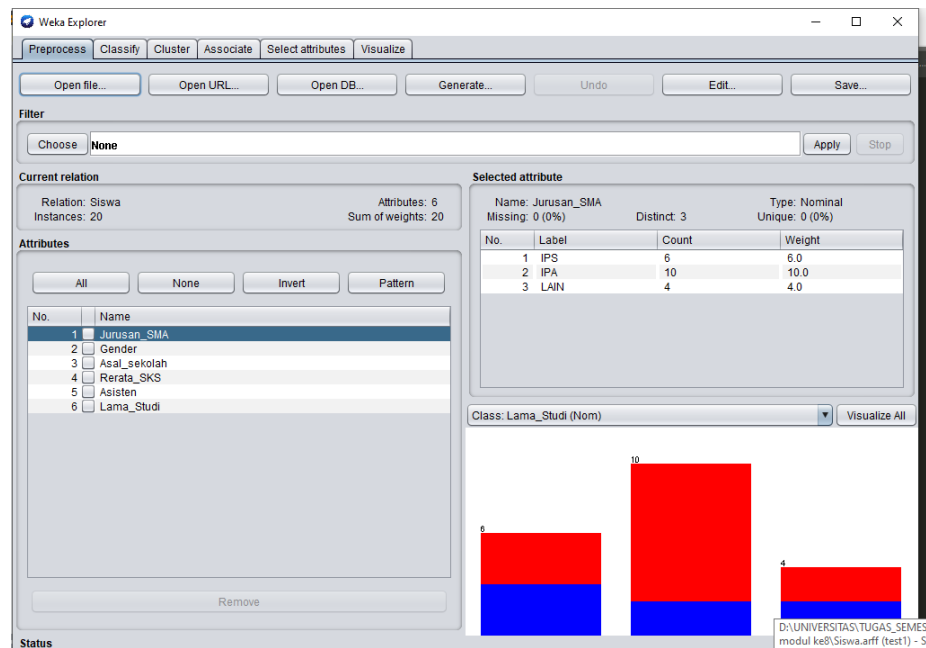 Weka Explorer
Preprocess Classify Cluster Associate Select attributes Visualize
Open file... Open URL... Open DB... Generate... Undo Edit... Save...
Filter
Choose None Apply Stop
Current relation
Relation: Siswa Attributes: 6
Instances: 20 Sum of weights: 20
Attributes
All None Invert Pattern
No. Name
1 Jurusan_SMA
2 Gender
3 Asal_sekolah
4 Rerata_SKS
5 Asisten
6 Lama_Studi
Remove
Status
Selected attribute
Name: Jurusan_SMA Type: Nominal
Missing: 0 (0%) Distinct: 3 Unique: 0 (0%)
No. Label Count Weight
1 IPS 6 6.0
2 IPA 10 10.0
3 LAIN 4 4.0
Class: Lama_Studi (Nom) Visualize All
10
6
4
D:\UNIVERSITAS\TUGAS_SEMES
modul ke8\Siswa.arff (test1) - S